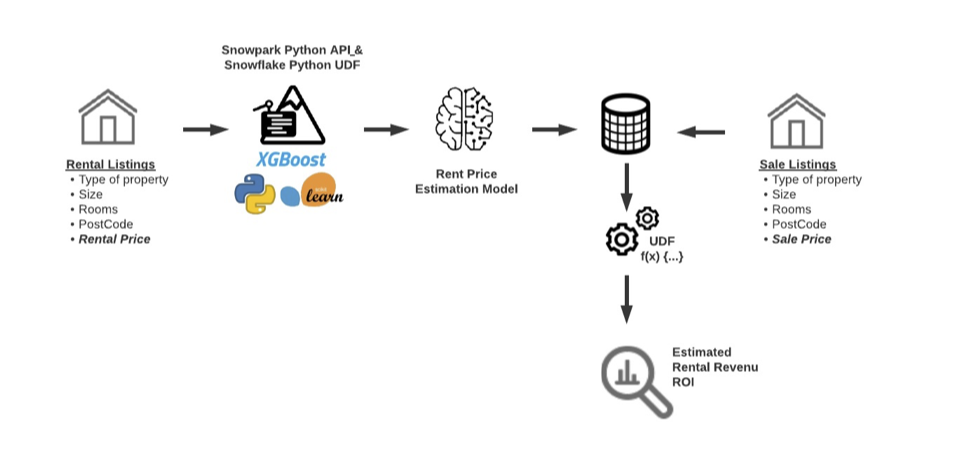 Snowpark Python API &
Snowflake Python UDF
XGBoost
learn
Rental Listings
• Type of property
• Size
• Rooms
• PostCode
• Rental Price
Rent Price
Estimation Model
Sale Listings
• Type of property
• Size
• Rooms
• PostCode
• Sale Price
UDF
f(x) {...}
Estimated
Rental Revenu
ROI